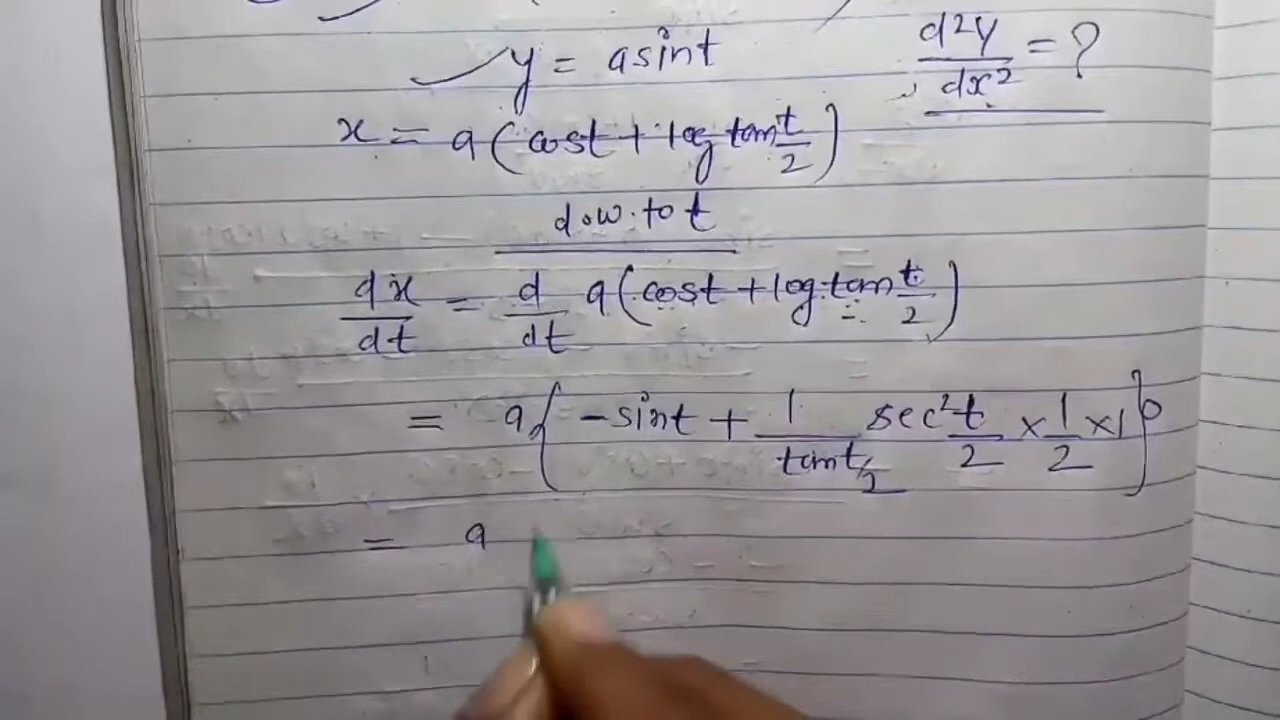 y = a sint d²y/dx² = ?
x = a (cost + log tan t/2)
d.w. to t
dx/dt = d/dt a (cost + log tan t/2)
= a { -sint + 1/tan t/2 sec² t/2 × 1/2 × 1 }
= a